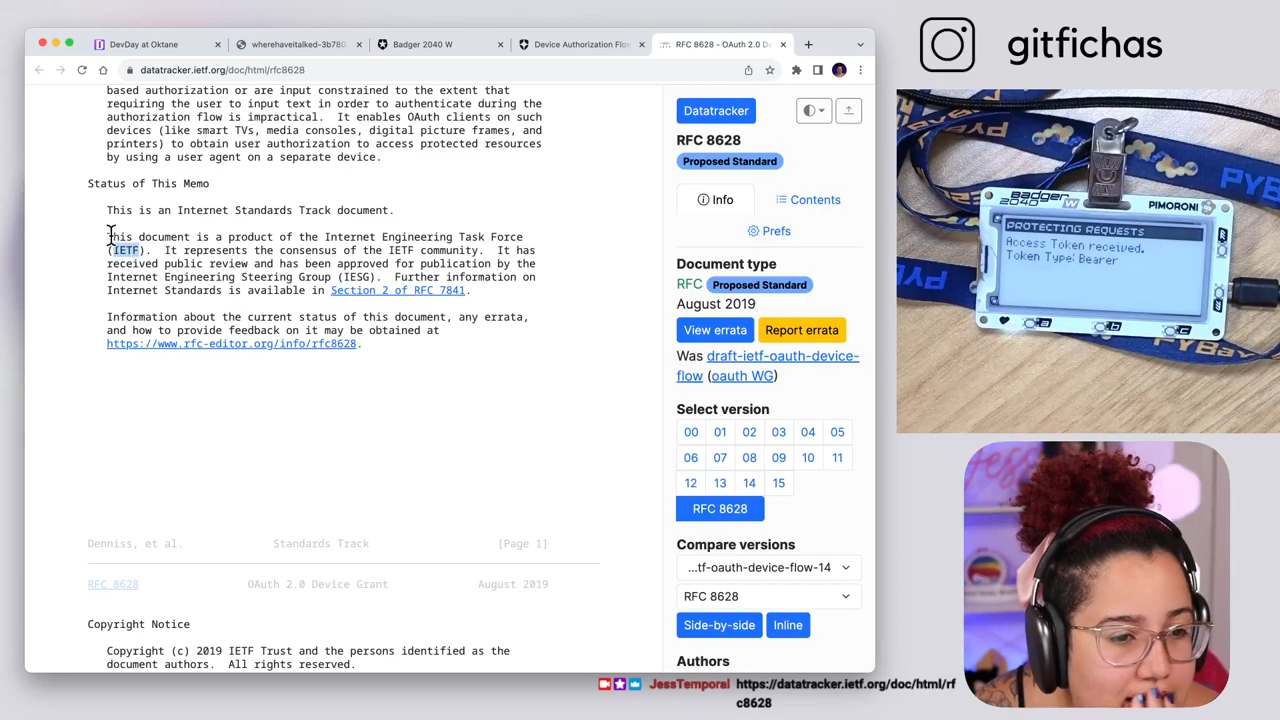 DevDay at Oktane
wherehaveitalked-3b780
Badger 2040 W
Device Authorization Flow
RFC 8628 - OAuth 2.0 De
datatracker.ietf.org/doc/html/rfc8628
based authorization or are input constrained to the extent that
requiring the user to input text in order to authenticate during the
authorization flow is impractical.  It enables OAuth clients on such
devices (like smart TVs, media consoles, digital picture frames, and
printers) to obtain user authorization to access protected resources
by using a user agent on a separate device.
Status of This Memo
This is an Internet Standards Track document.
This document is a product of the Internet Engineering Task Force
(IETF).  It represents the consensus of the IETF community.  It has
received public review and has been approved for publication by the
Internet Engineering Steering Group (IESG).  Further information on
Internet Standards is available in Section 2 of RFC 7841.
Information about the current status of this document, any errata,
and how to provide feedback on it may be obtained at
https://www.rfc-editor.org/info/rfc8628.
Denniss, et al. Standards Track [Page 1]
RFC 8628 OAuth 2.0 Device Grant August 2019
Copyright Notice
Copyright (c) 2019 IETF Trust and the persons identified as the
document authors.  All rights reserved.
Datatracker
RFC 8628
Proposed Standard
Info
Contents
Prefs
Document type
RFC Proposed Standard
August 2019
View errata Report errata
Was draft-ietf-oauth-device-
flow (oauth WG)
Select version
00 01 02 03 04 05
06 07 08 09 10 11
12 13 14 15
RFC 8628
Compare versions
...tf-oauth-device-flow-14
RFC 8628
Side-by-side Inline
Authors
gitfichas
PYBAY
Badger
2040 W
PIMORONI
PROTECTING REQUESTS
Access Token received.
Token Type: Bearer
a b c
PYBay
JessTemporal https://datatracker.ietf.org/doc/html/rf
c8628